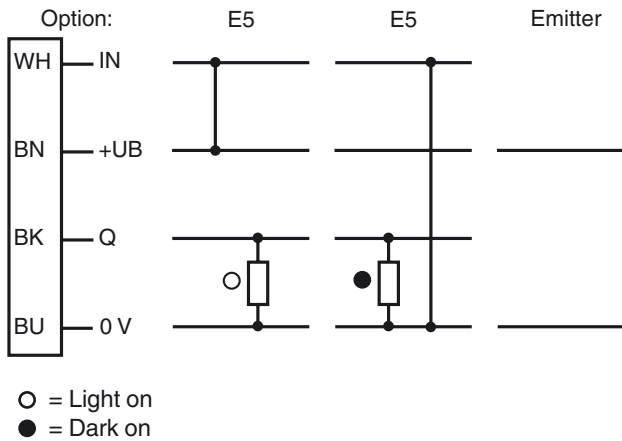 Option: E5 E5 Emitter
WH IN
BN +UB
BK Q
BU 0 V
= Light on
= Dark on